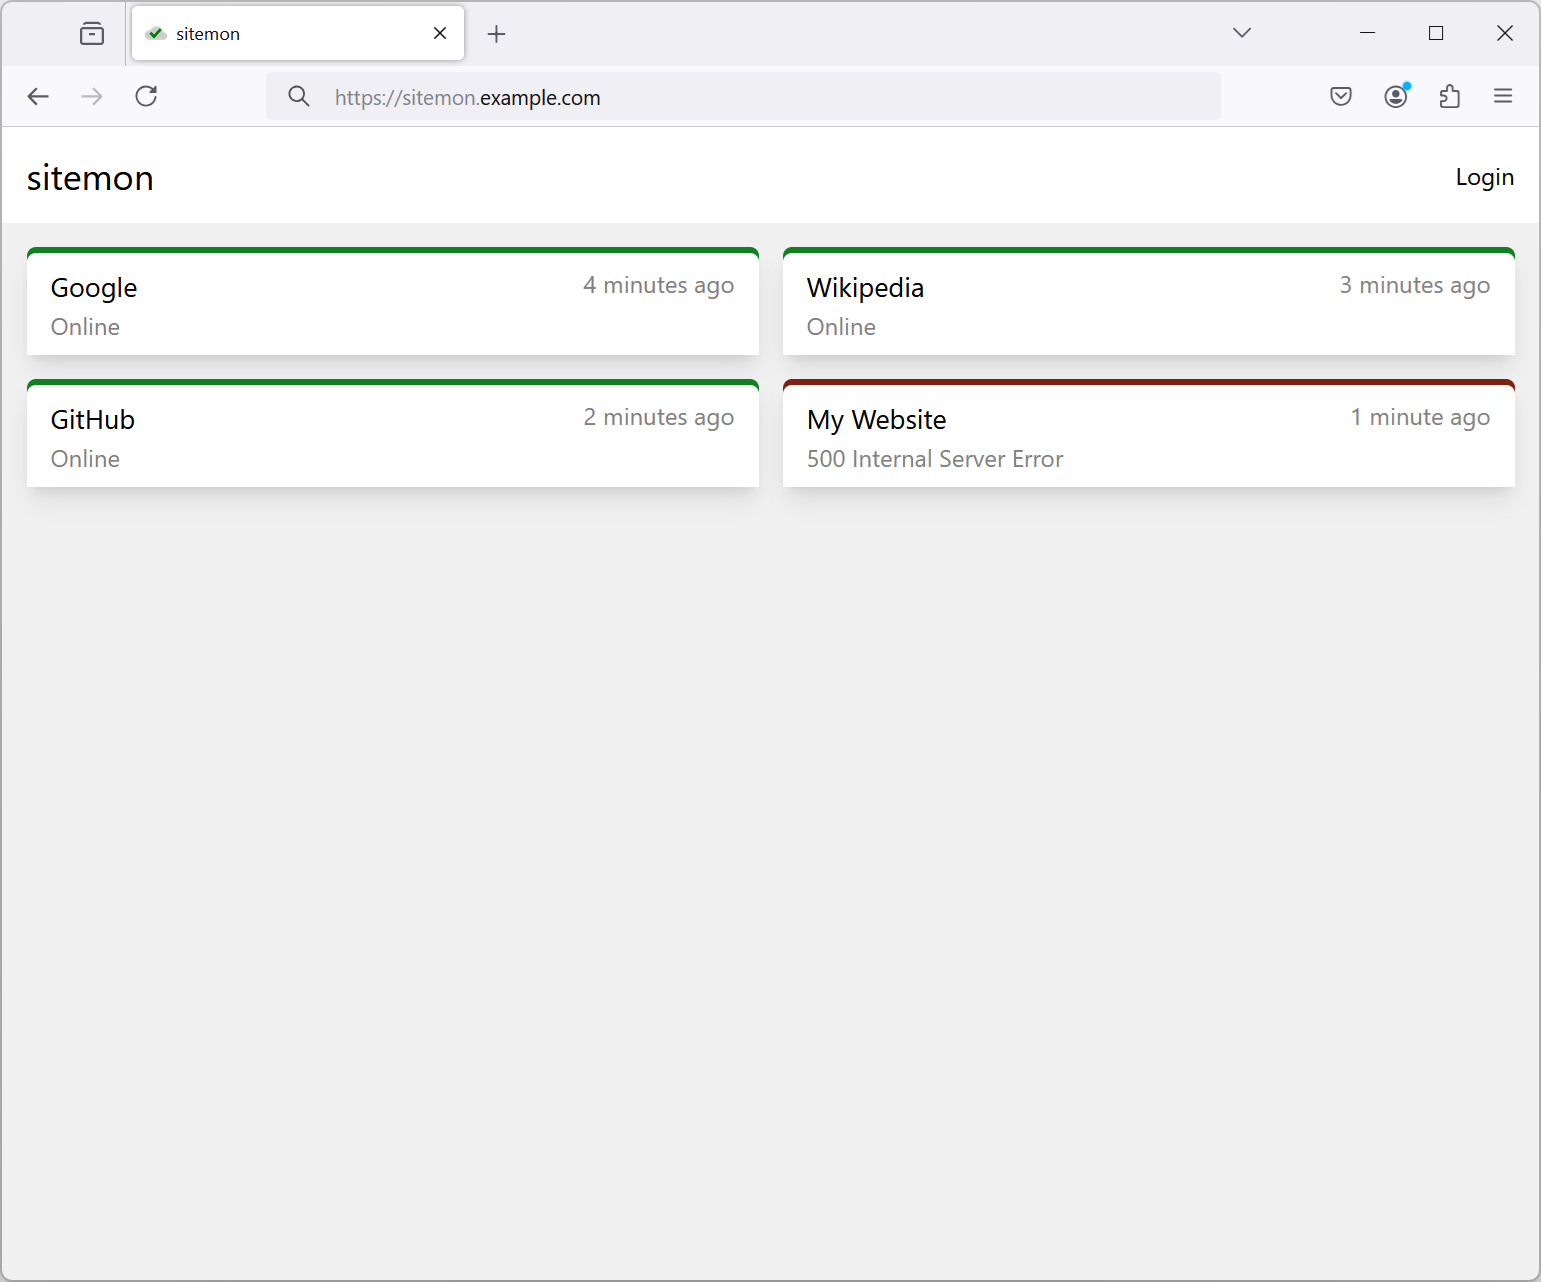 sitemon
https://sitemon.example.com
sitemon
Login
Google
4 minutes ago
Online
Wikipedia
3 minutes ago
Online
GitHub
2 minutes ago
Online
My Website
1 minute ago
500 Internal Server Error